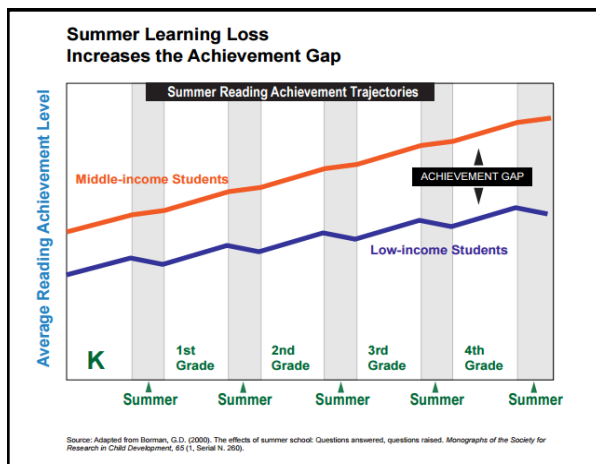 Summer Learning Loss
Increases the Achievement Gap
Summer Reading Achievement Trajectories
Average Reading Achievement Level
Middle-income Students
ACHIEVEMENT GAP
Low-income Students
K
1st
Grade
2nd
Grade
3rd
Grade
4th
Grade
Summer
Summer
Summer
Summer
Summer
Source: Adapted from Borman, G.D. (2000). The effects of summer school: Questions answered, questions raised. Monographs of the Society for
Research in Child Development, 65 (1, Serial N. 260).